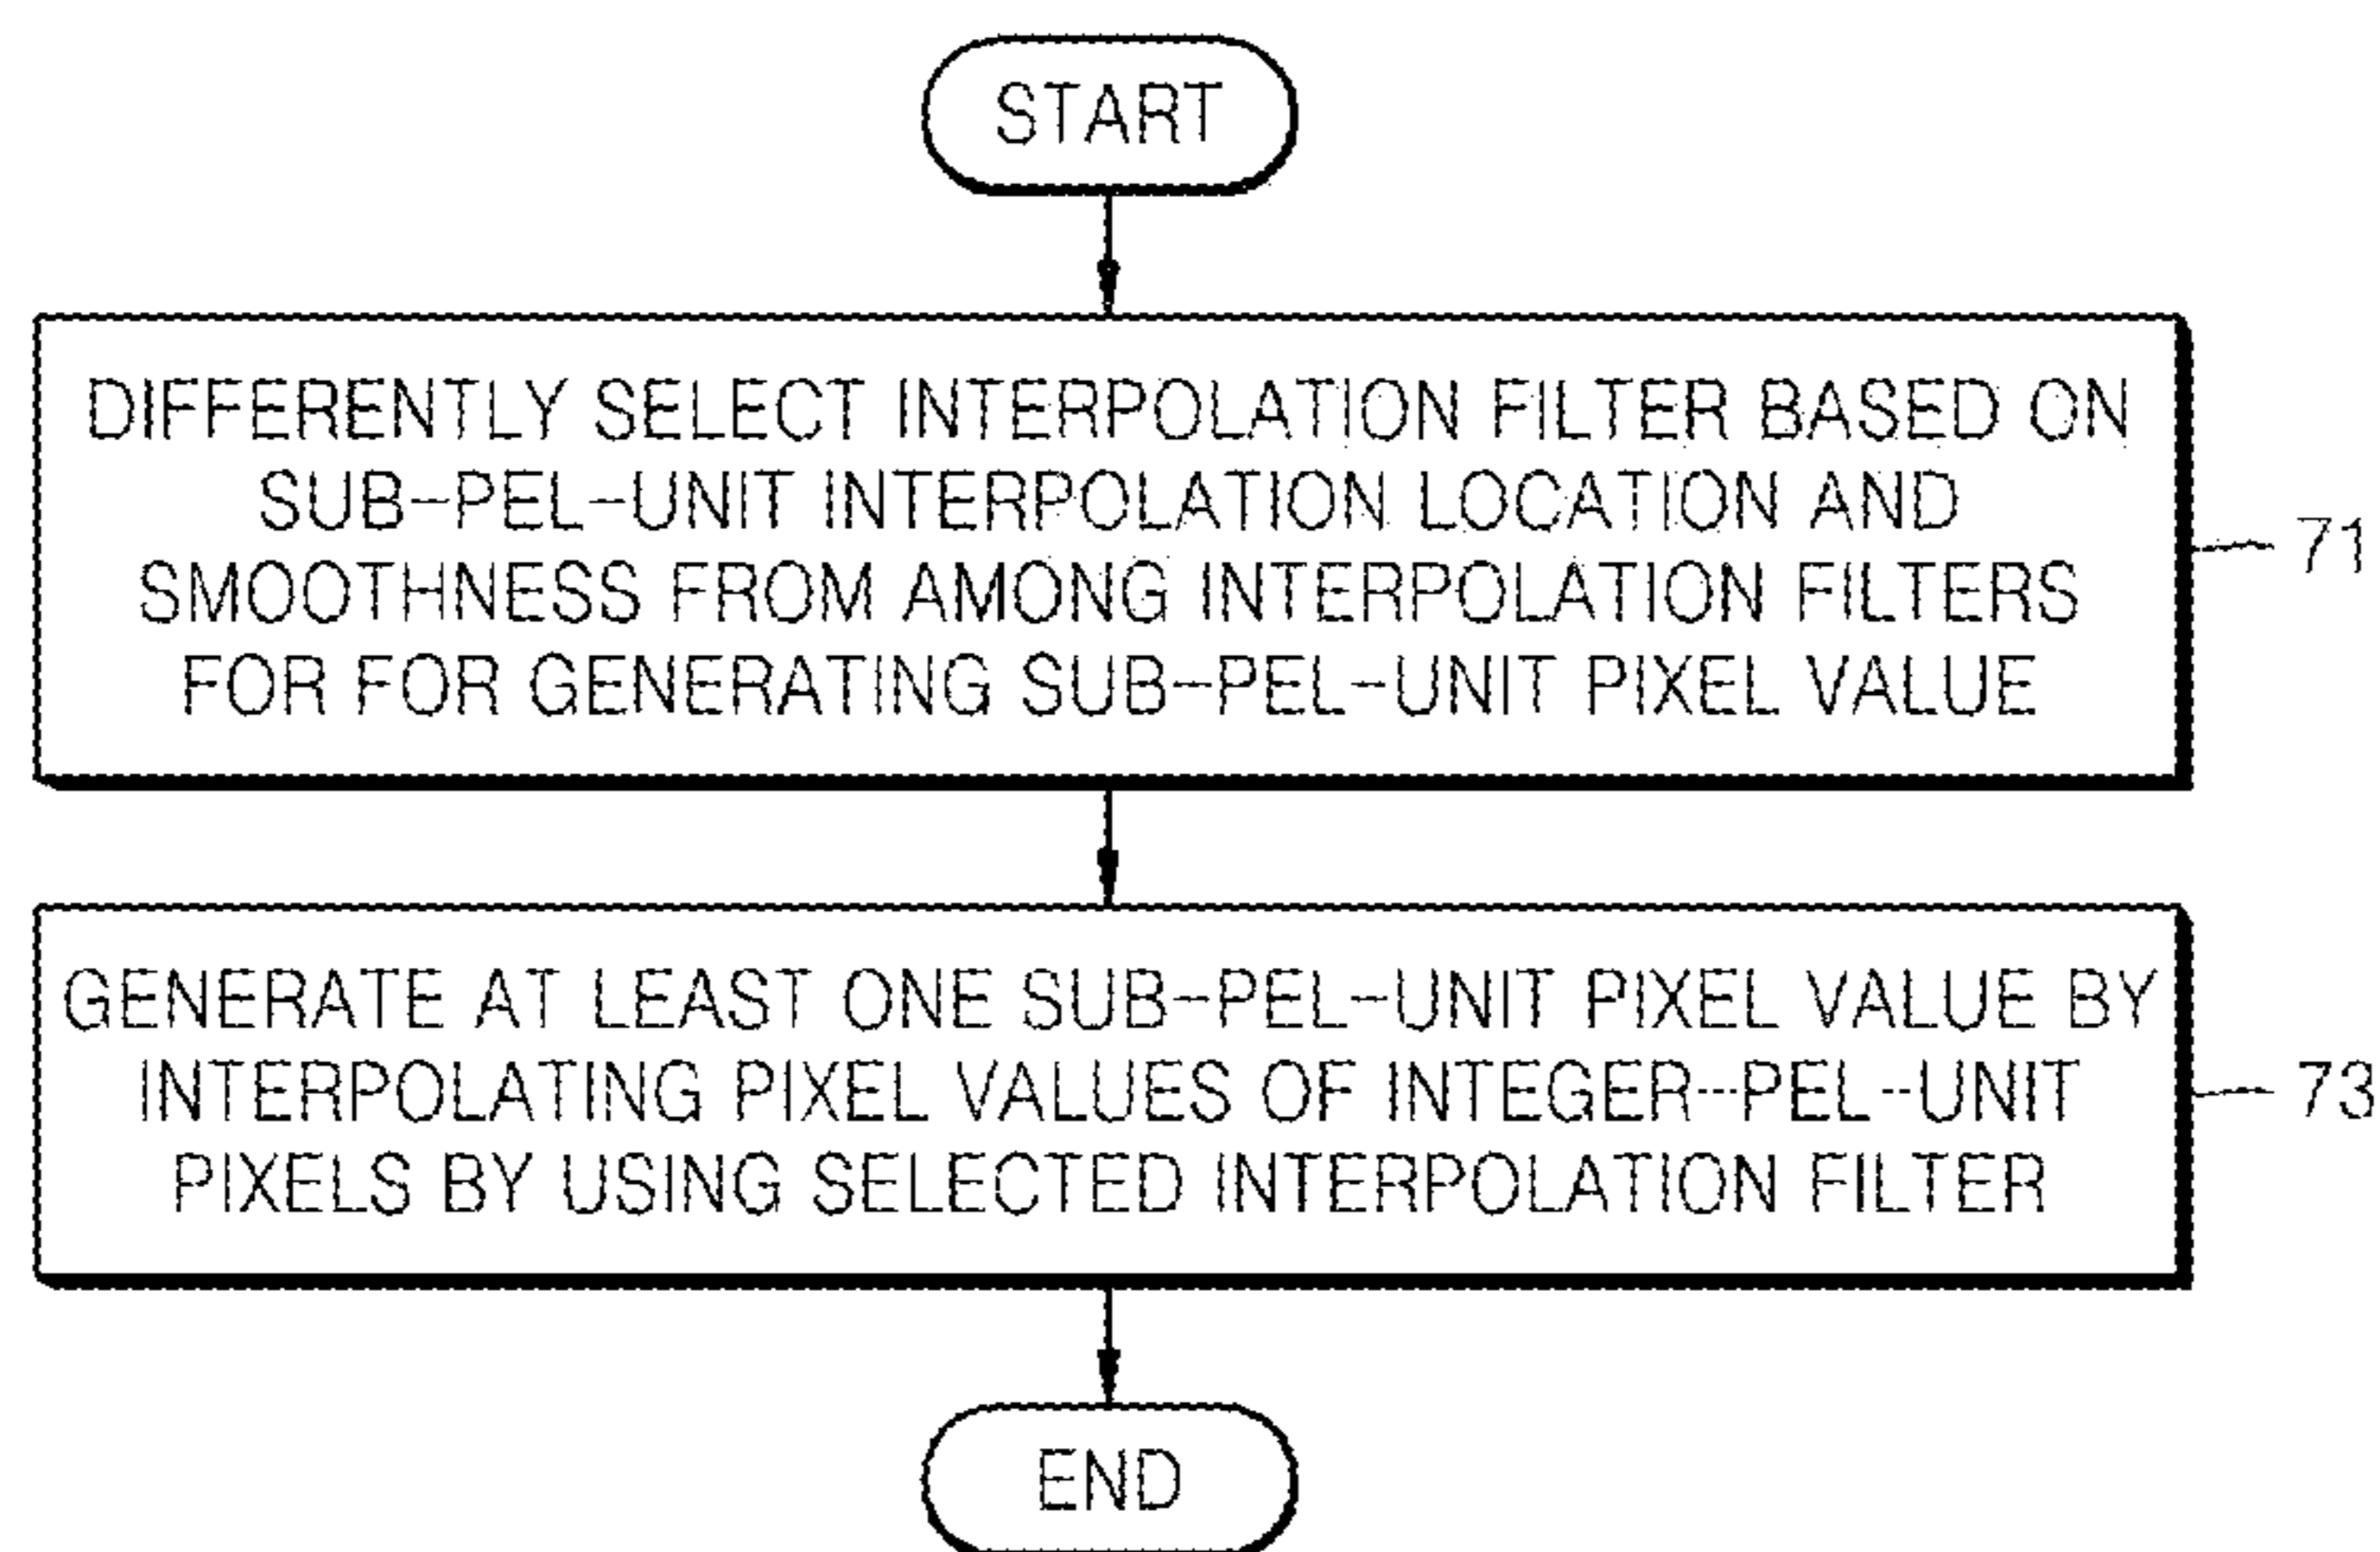 START
DIFFERENTLY SELECT INTERPOLATION FILTER BASED ON
SUB-PEL-UNIT INTERPOLATION LOCATION AND
SMOOTHNESS FROM AMONG INTERPOLATION FILTERS
FOR FOR GENERATING SUB-PEL-UNIT PIXEL VALUE
71
GENERATE AT LEAST ONE SUB-PEL-UNIT PIXEL VALUE BY
INTERPOLATING PIXEL VALUES OF INTEGER-PEL-UNIT
PIXELS BY USING SELECTED INTERPOLATION FILTER
73
END